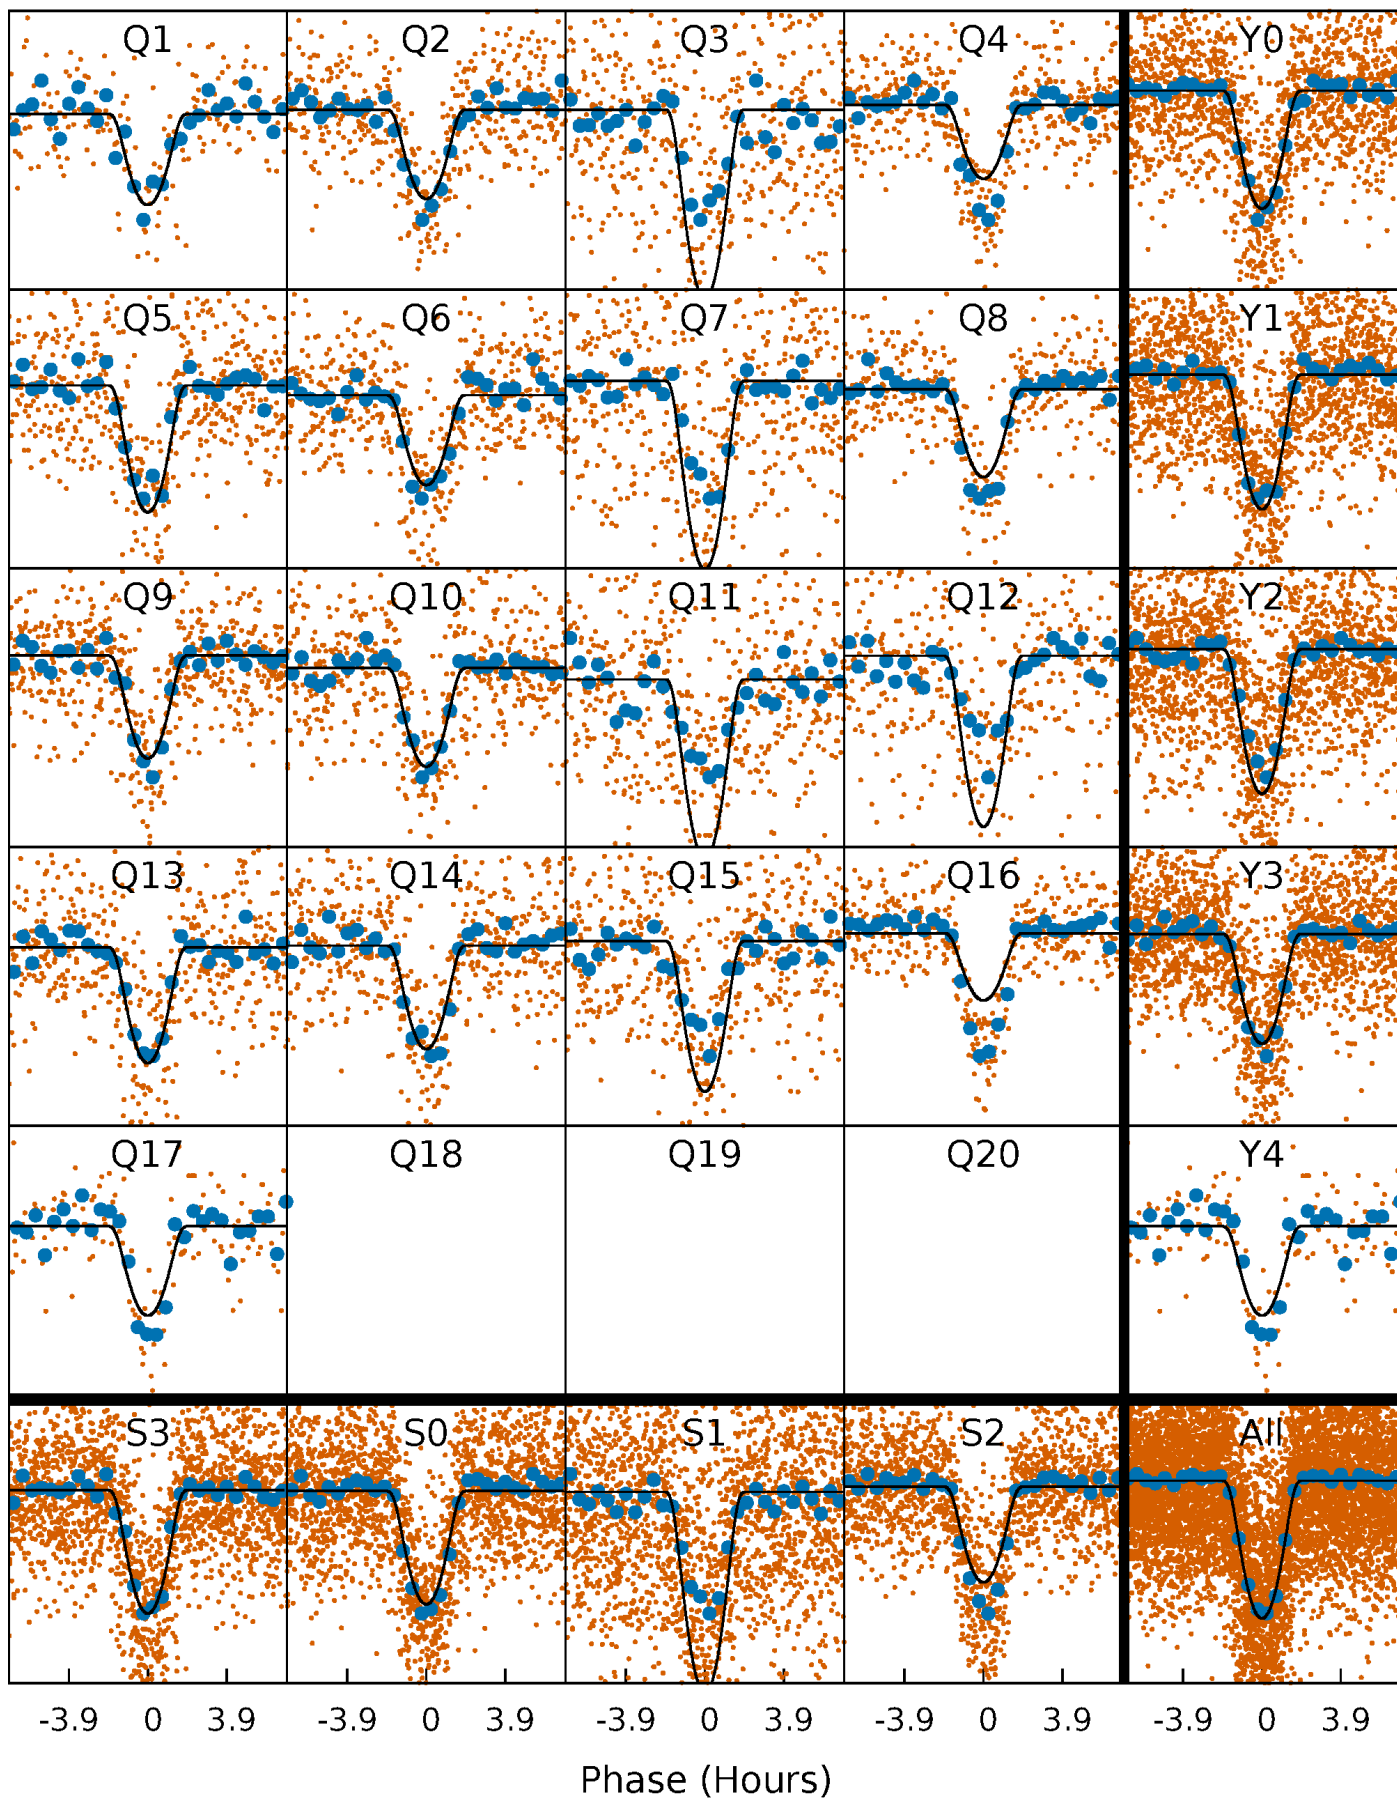 Q1 Q2 Q3 Q4 Y0
Q5 Q6 Q7 Q8 Y1
Q9 Q10 Q11 Q12 Y2
Q13 Q14 Q15 Q16 Y3
Q17 Q18 Q19 Q20 Y4
S3 S0 S1 S2 All
-3.9 0 3.9 -3.9 0 3.9 -3.9 0 3.9 -3.9 0 3.9 -3.9 0 3.9
Phase (Hours)